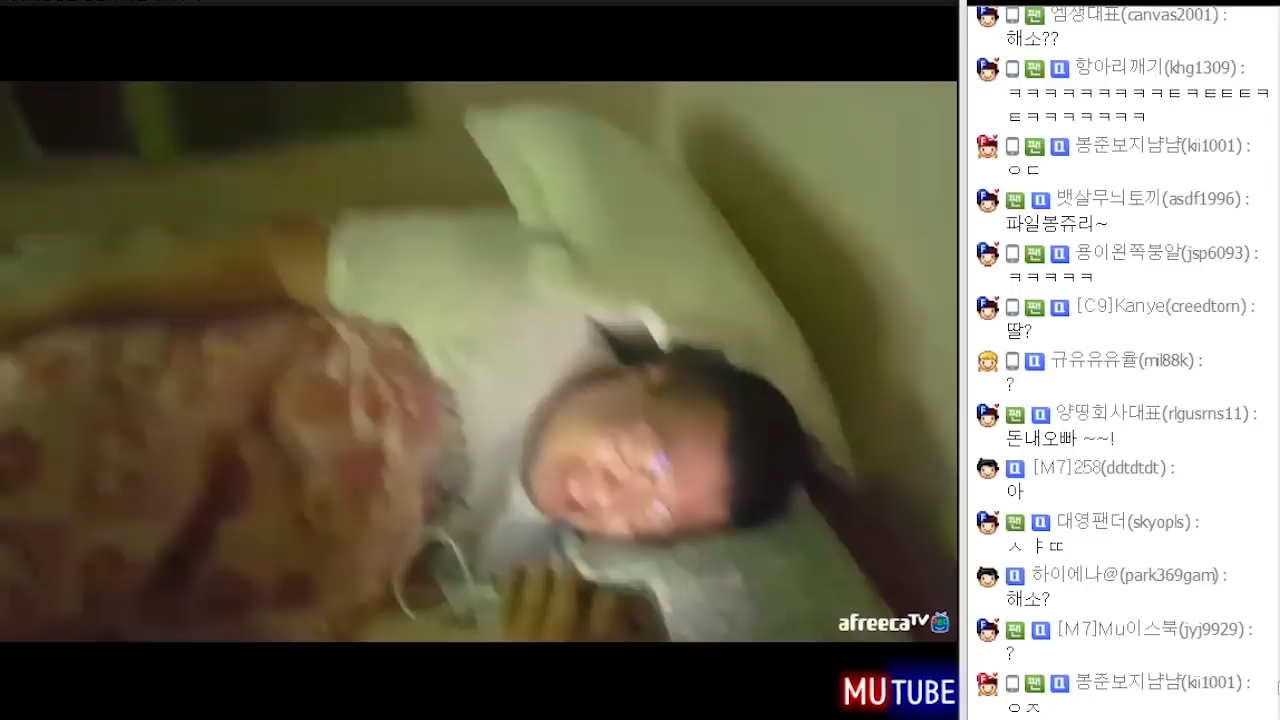 엠생대표(canvas2001) :
해소??
항아리깨기(khg1309) :
ㅋㅋㅋㅋㅋㅋㅋㅋㅋㅌㅋㅌㅌㅌㅋ
ㅌㅋㅋㅋㅋㅋㅋㅋ
봉준보지냠냠(kii1001) :
ㅇㄷ
뱃살무늬토끼(asdf1996) :
파일봉쥬리~
용이왼쪽붕알(jsp6093) :
ㅋㅋㅋㅋㅋ
[C9]Kanye(creedtorn) :
딸?
규유유유율(mil88k) :
?
양띵회사대표(rlgusrns11) :
돈내오빠 ~~!
[M7]258(ddtdtdt) :
아
대영팬더(skyopls) :
ㅅㅑㄸ
하이에나@(park369gam) :
해소?
[M7]Mu이스북(jyj9929) :
?
봉준보지냠냠(kii1001) :
ㅇㅈ
afreecaTV
MUTUBE